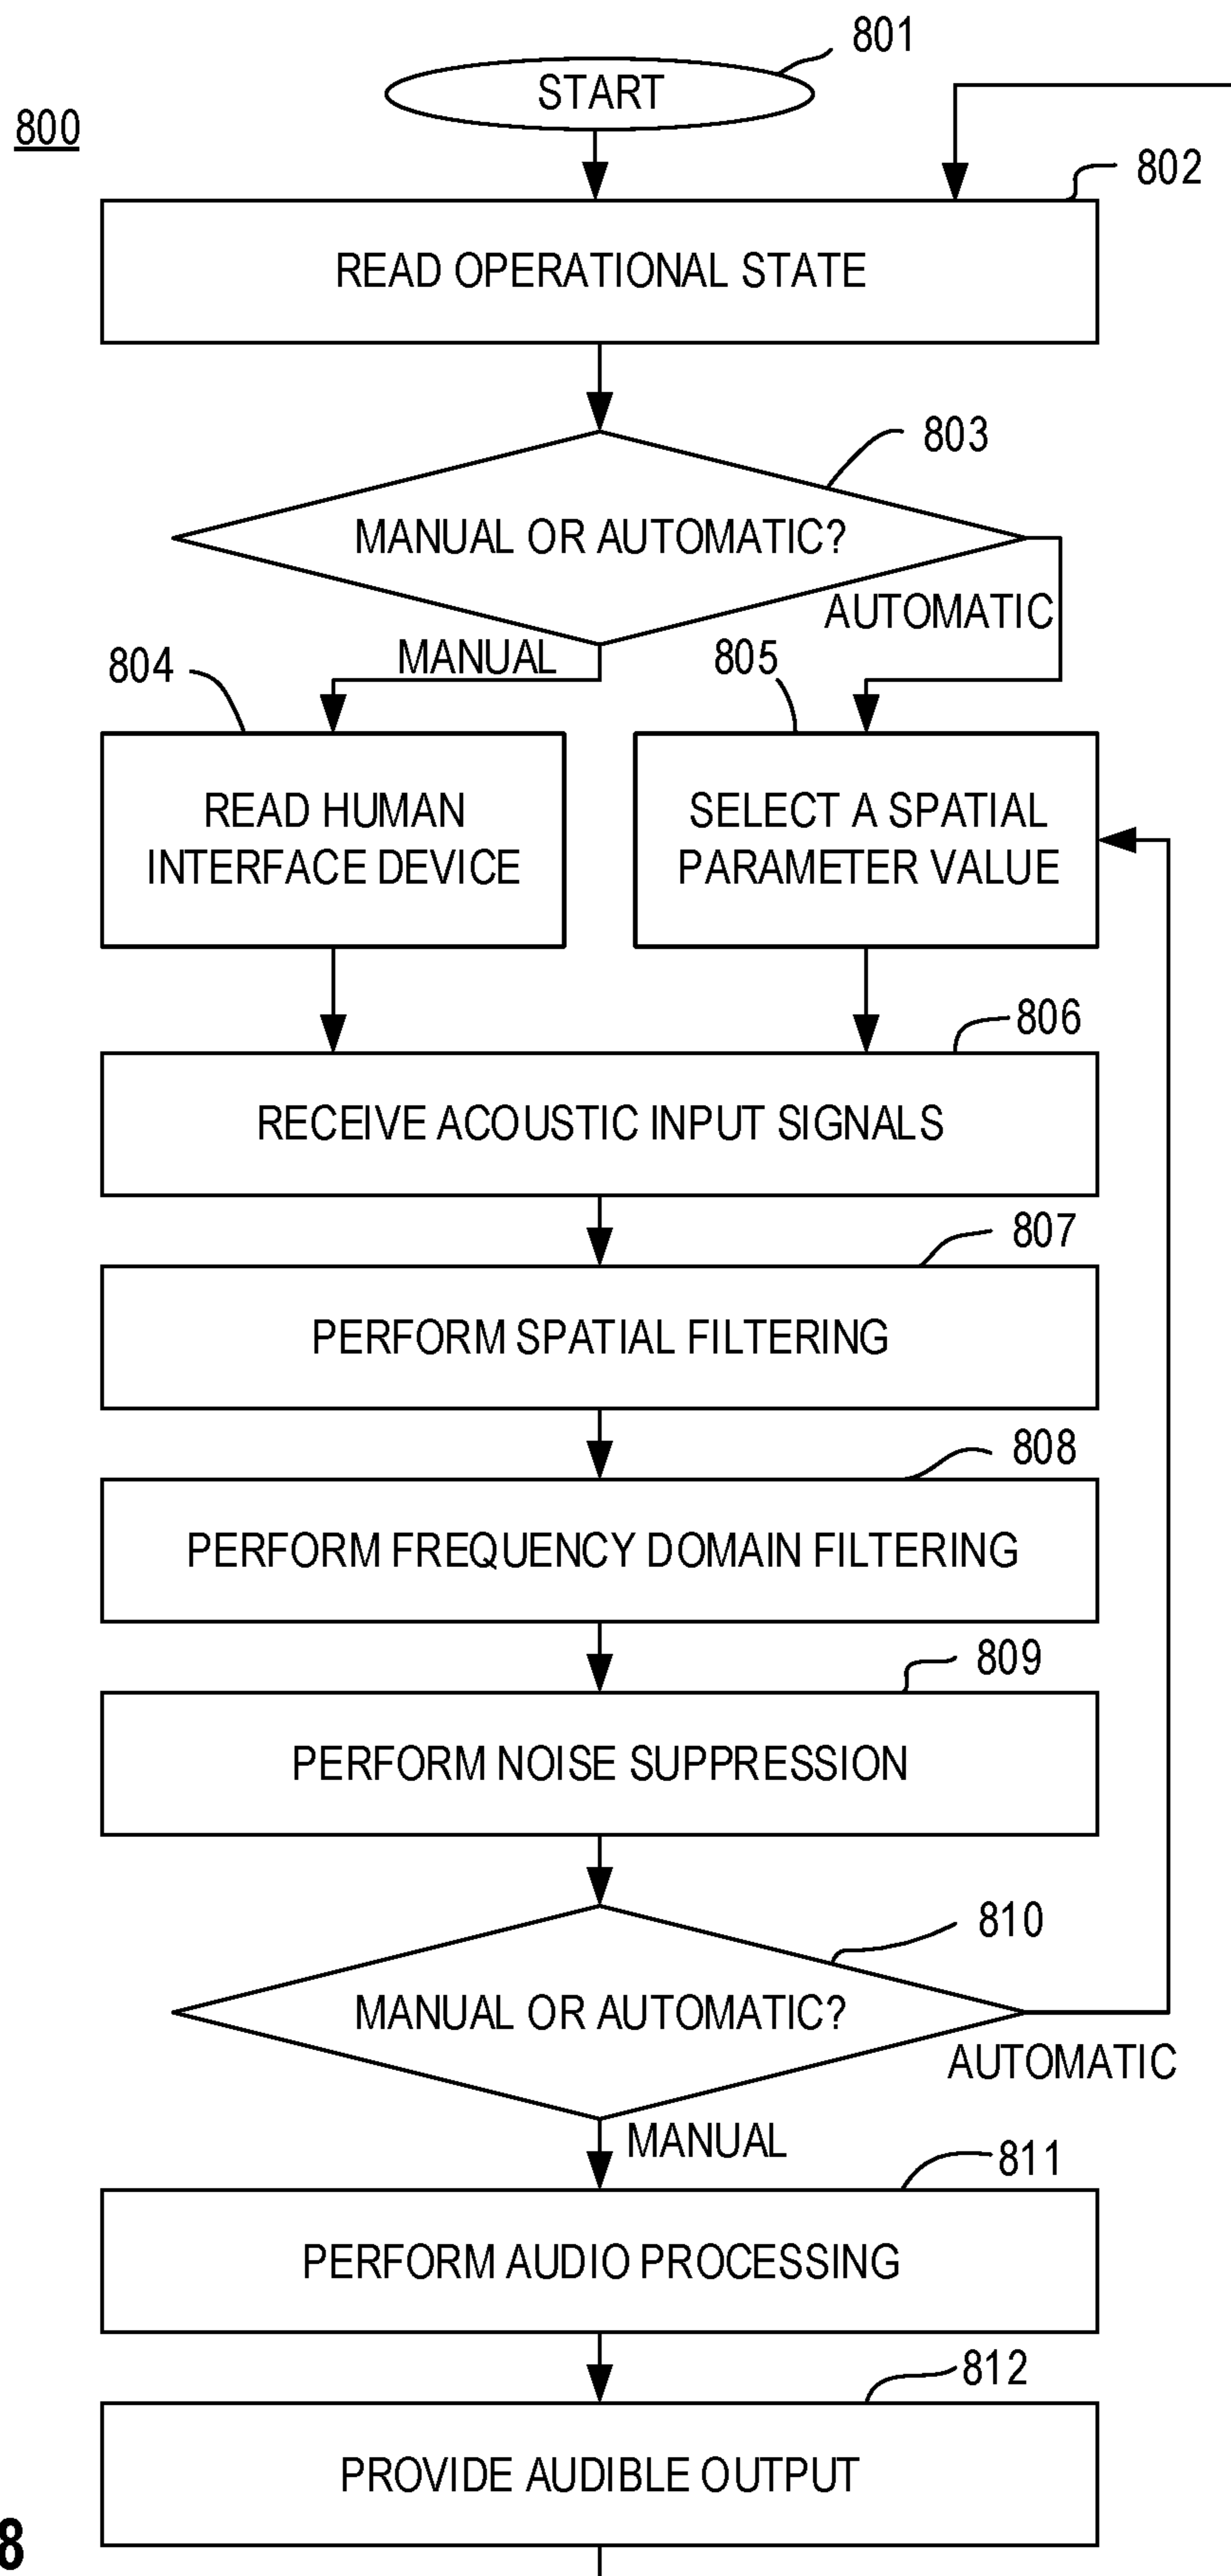 801
START
800
802
READ OPERATIONAL STATE
803
MANUAL OR AUTOMATIC?
AUTOMATIC
MANUAL
804
805
READ HUMAN
INTERFACE DEVICE
SELECT A SPATIAL
PARAMETER VALUE
806
RECEIVE ACOUSTIC INPUT SIGNALS
807
PERFORM SPATIAL FILTERING
808
PERFORM FREQUENCY DOMAIN FILTERING
809
PERFORM NOISE SUPPRESSION
810
MANUAL OR AUTOMATIC?
AUTOMATIC
MANUAL
811
PERFORM AUDIO PROCESSING
812
PROVIDE AUDIBLE OUTPUT
8